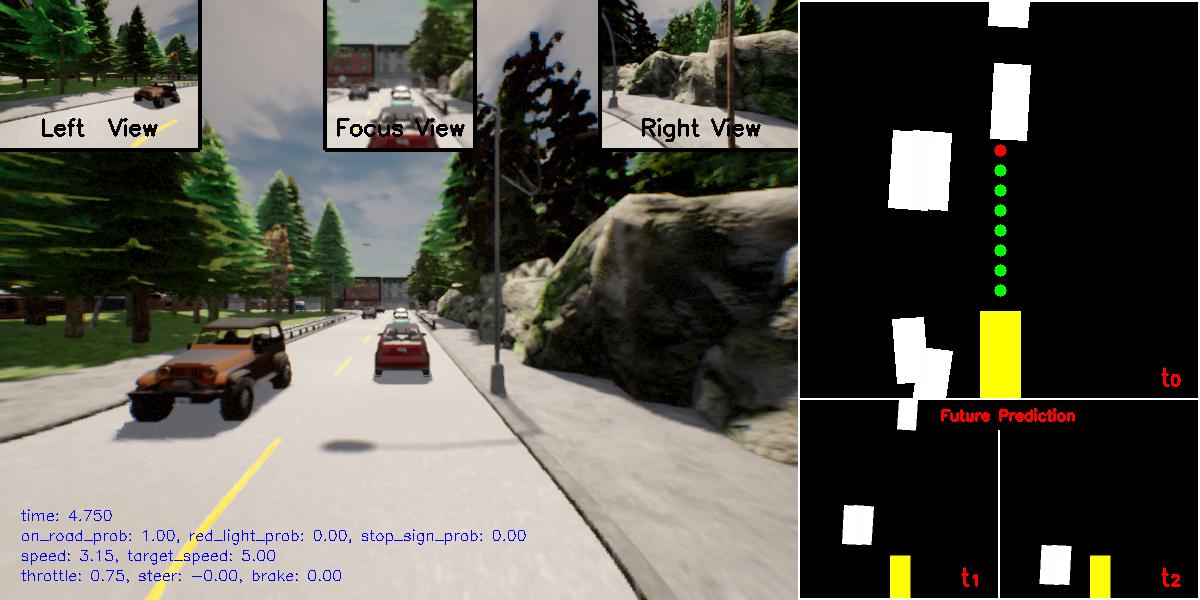 Left View
Focus View
Right View
time: 4.750
on_road_prob: 1.00, red_light_prob: 0.00, stop_sign_prob: 0.00
speed: 3.15, target_speed: 5.00
throttle: 0.75, steer: -0.00, brake: 0.00
t0
Future Prediction
t1
t2